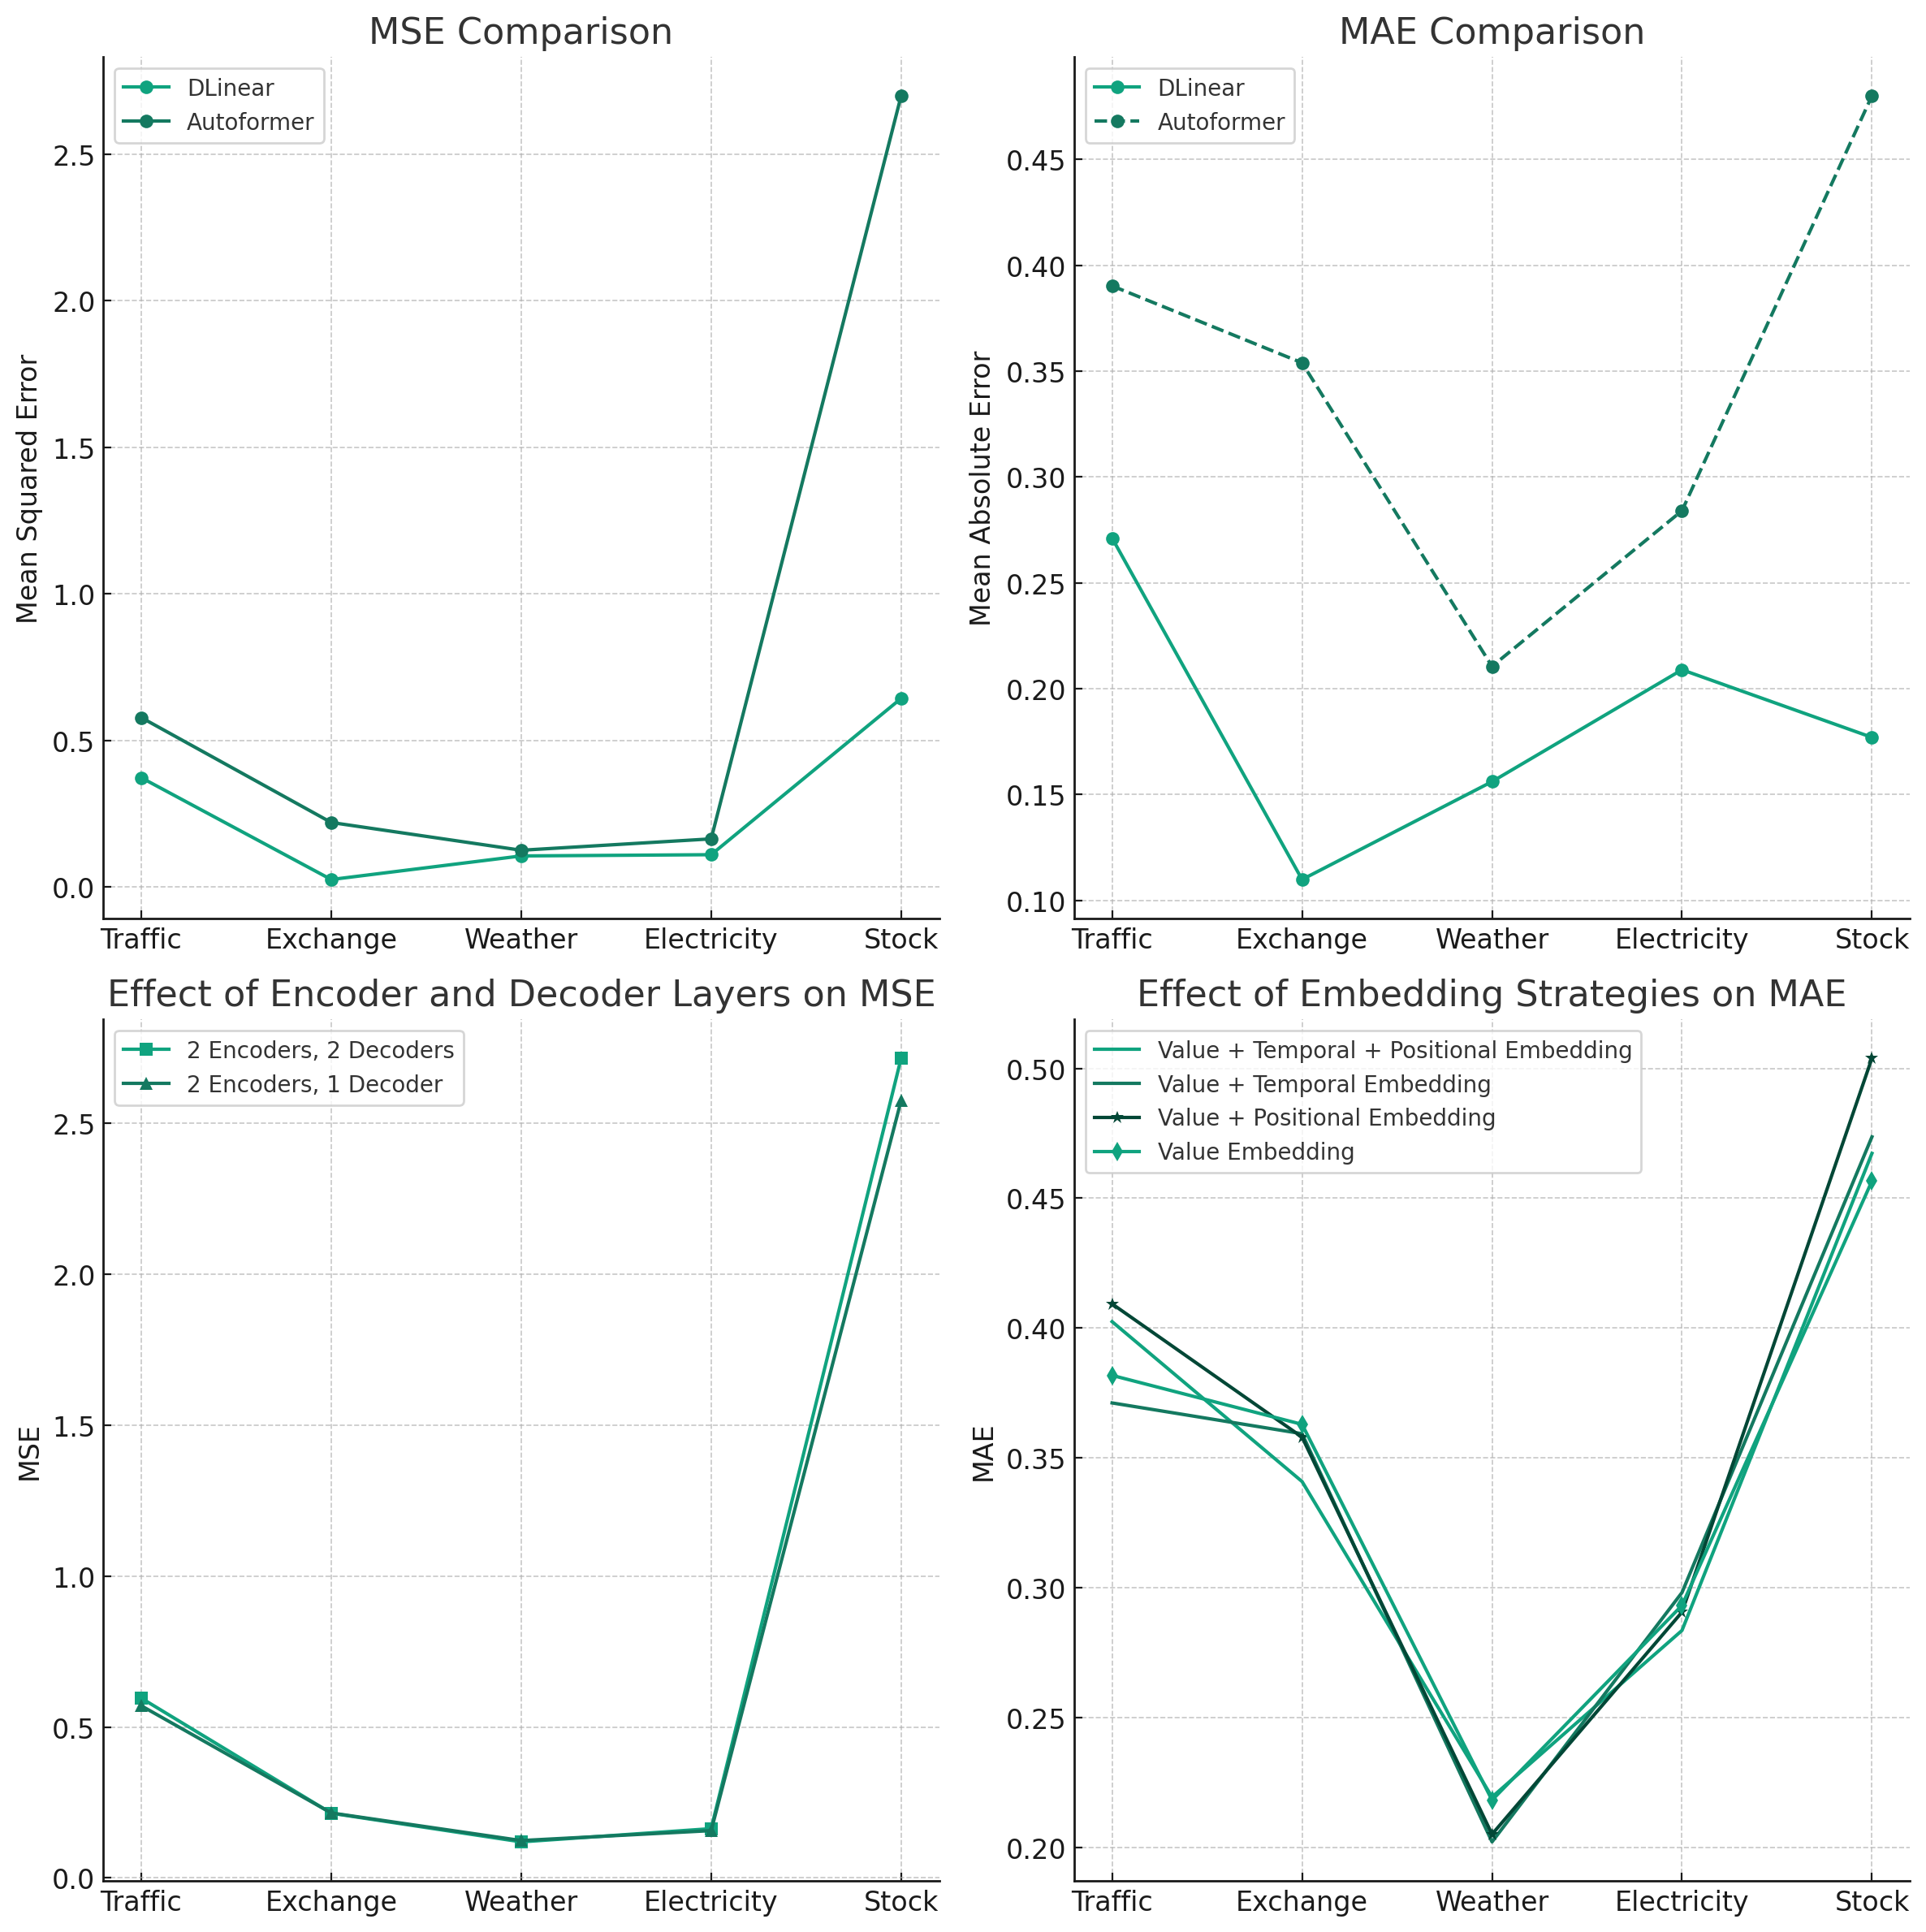 MSE Comparison
DLinear
Autoformer
Mean Squared Error
2.5
2.0
1.5
1.0
0.5
0.0
Traffic Exchange Weather Electricity Stock
MAE Comparison
DLinear
Autoformer
Mean Absolute Error
0.45
0.40
0.35
0.30
0.25
0.20
0.15
0.10
Traffic Exchange Weather Electricity Stock
Effect of Encoder and Decoder Layers on MSE
2 Encoders, 2 Decoders
2 Encoders, 1 Decoder
MSE
2.5
2.0
1.5
1.0
0.5
0.0
Traffic Exchange Weather Electricity Stock
Effect of Embedding Strategies on MAE
Value + Temporal + Positional Embedding
Value + Temporal Embedding
Value + Positional Embedding
Value Embedding
MAE
0.50
0.45
0.40
0.35
0.30
0.25
0.20
Traffic Exchange Weather Electricity Stock